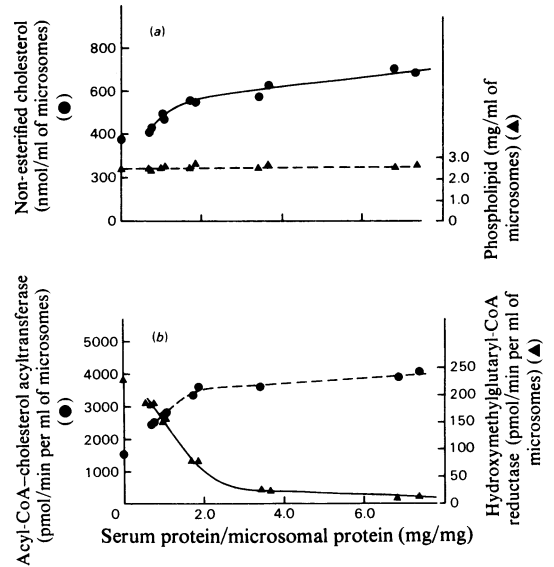 (a)
Non-esterified cholesterol
(nmol/ml of microsomes)
(●)
800
600
400
300
0
3.0
2.0
1.0
0
Phospholipid (mg/ml of
microsomes) (▲)
(b)
Acyl-CoA–cholesterol acyltransferase
(pmol/min per ml of microsomes)
(●)
5000
4000
3000
2000
1000
250
200
150
100
50
0
Hydroxymethylglutaryl-CoA
reductase (pmol/min per ml of
microsomes) (▲)
0 2.0 4.0 6.0
Serum protein/microsomal protein (mg/mg)